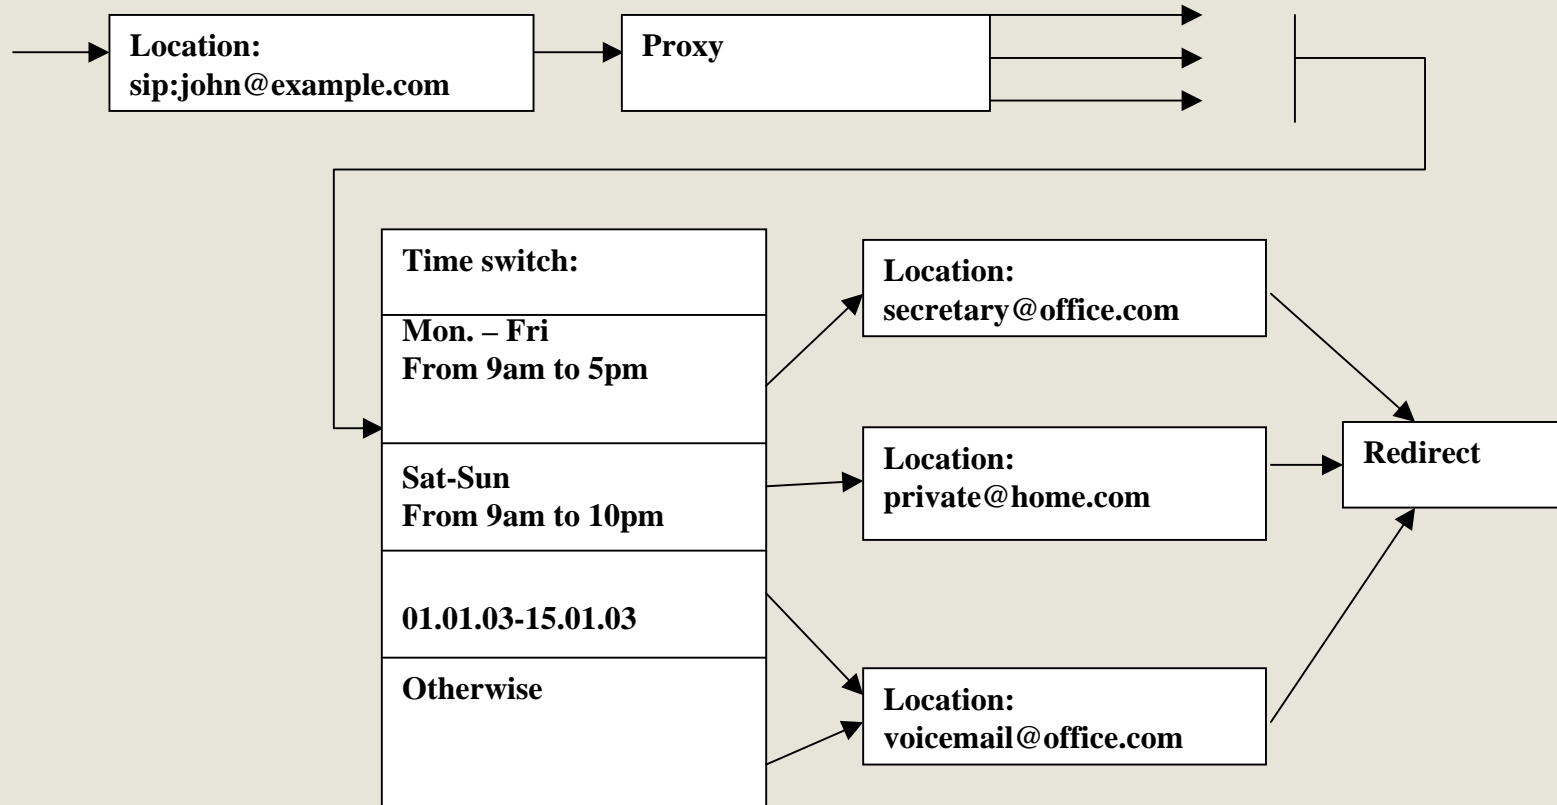 Location:
sip:john@example.com
Proxy
Time switch:
Mon. – Fri
From 9am to 5pm
Sat-Sun
From 9am to 10pm
01.01.03-15.01.03
Otherwise
Location:
secretary@office.com
Location:
private@home.com
Location:
voicemail@office.com
Redirect